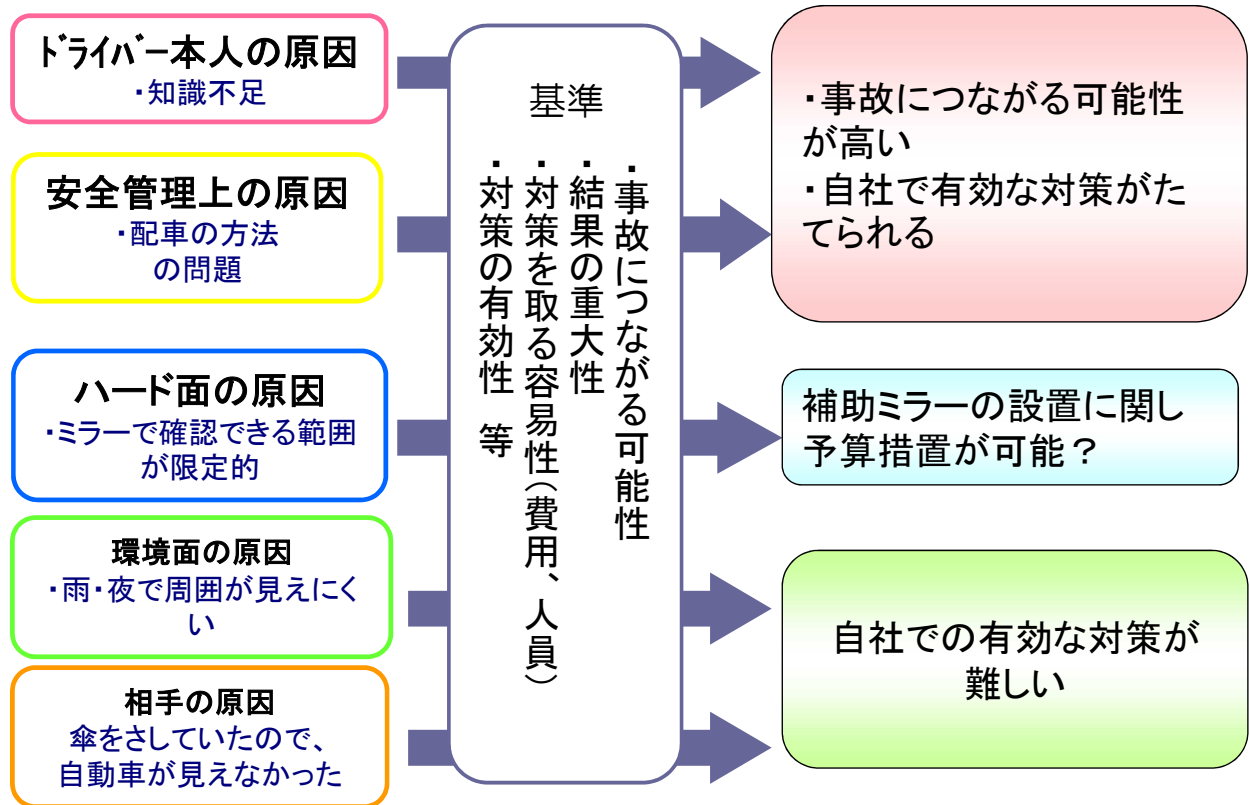 ﾄﾞﾗｲﾊﾞｰ本人の原因
・知識不足
安全管理上の原因
・配車の方法
の問題
ハード面の原因
・ミラーで確認できる範囲
が限定的
環境面の原因
・雨・夜で周囲が見えにく
い
相手の原因
傘をさしていたので、
自動車が見えなかった
基準
・事故につながる可能性
・結果の重大性
・対策を取る容易性（費用、人員）
・対策の有効性　等
・事故につながる可能性
が高い
・自社で有効な対策がた
てられる
補助ミラーの設置に関し
予算措置が可能？
自社での有効な対策が
難しい